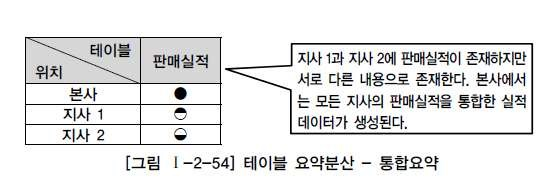 테이블
위치
판매실적
본사 ●
지사 1 ◓
지사 2 ◒
지사 1과 지사 2에 판매실적이 존재하지만
서로 다른 내용으로 존재한다. 본사에서
는 모든 지사의 판매실적을 통합한 실적
데이터가 생성된다.
[그림 Ⅰ-2-54] 테이블 요약분산 - 통합요약